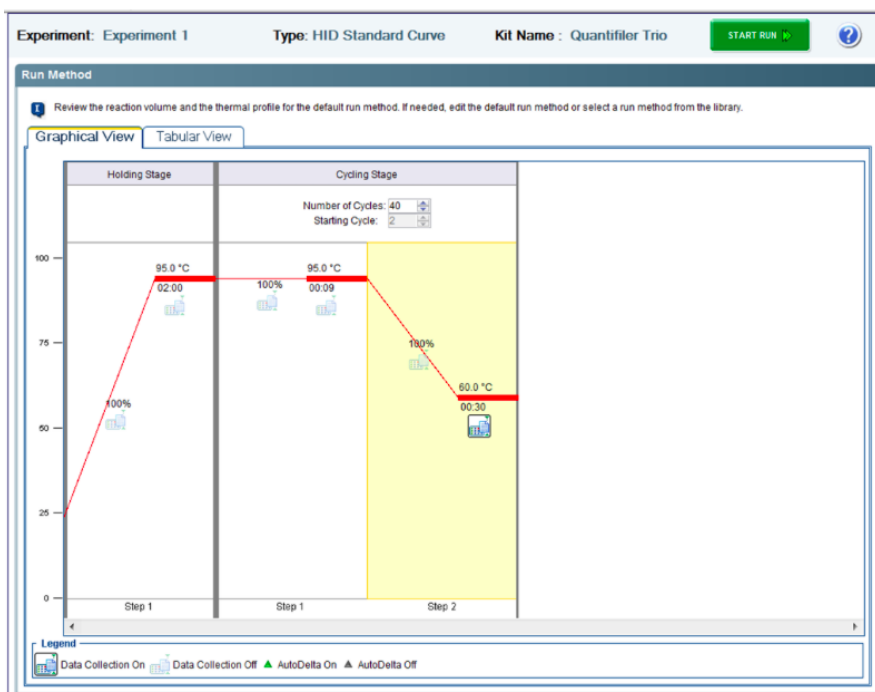 Experiment: Experiment 1 Type: HID Standard Curve Kit Name : Quantifiler Trio START RUN ?
Run Method
Review the reaction volume and the thermal profile for the default run method. If needed, edit the default run method or select a run method from the library.
Graphical View Tabular View
Holding Stage Cycling Stage
Number of Cycles: 40
Starting Cycle: 2
100
95.0 °C 95.0 °C
02:00 100% 00:09
75
100%
60.0 °C
100% 00:30
50
25
0
Step 1 Step 1 Step 2
Legend
Data Collection On Data Collection Off AutoDelta On AutoDelta Off